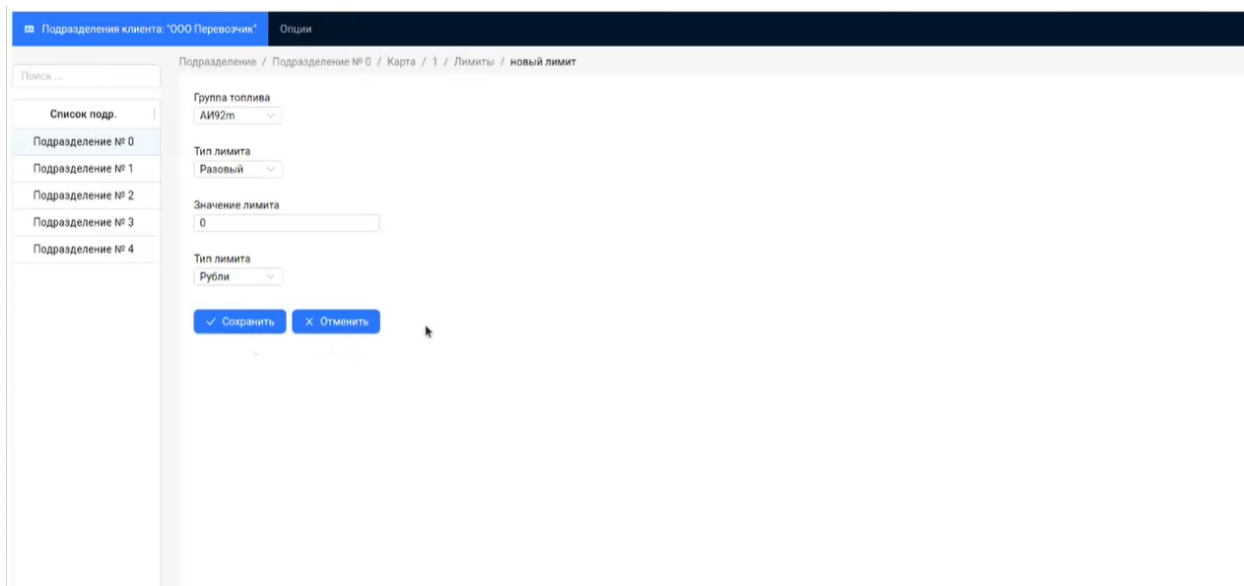 Подразделения клиента: "ООО Перевозчик" Опции
Поиск ...
Список подр.
Подразделение № 0
Подразделение № 1
Подразделение № 2
Подразделение № 3
Подразделение № 4
Подразделение / Подразделение № 0 / Карта / 1 / Лимиты / новый лимит
Группа топлива
АИ92m
Тип лимита
Разовый
Значение лимита
0
Тип лимита
Рубли
Сохранить Отменить